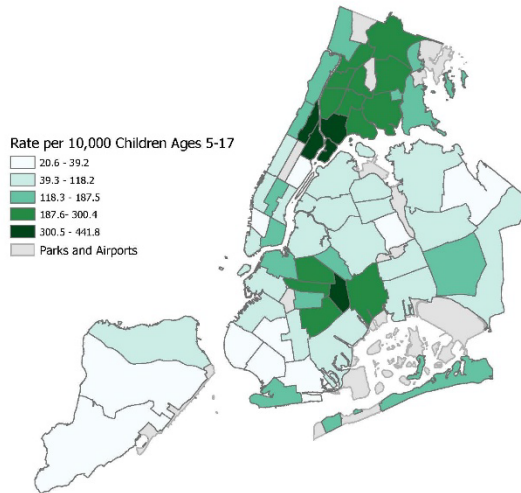 Rate per 10,000 Children Ages 5-17
20.6 - 39.2
39.3 - 118.2
118.3 - 187.5
187.6- 300.4
300.5 - 441.8
Parks and Airports